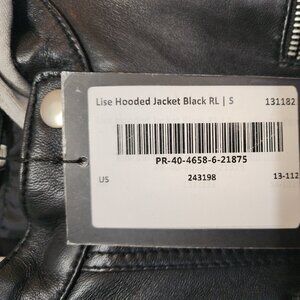 Lise Hooded Jacket Black RL | S 131182
PR-40-4658-6-21875
US 243198 13-112